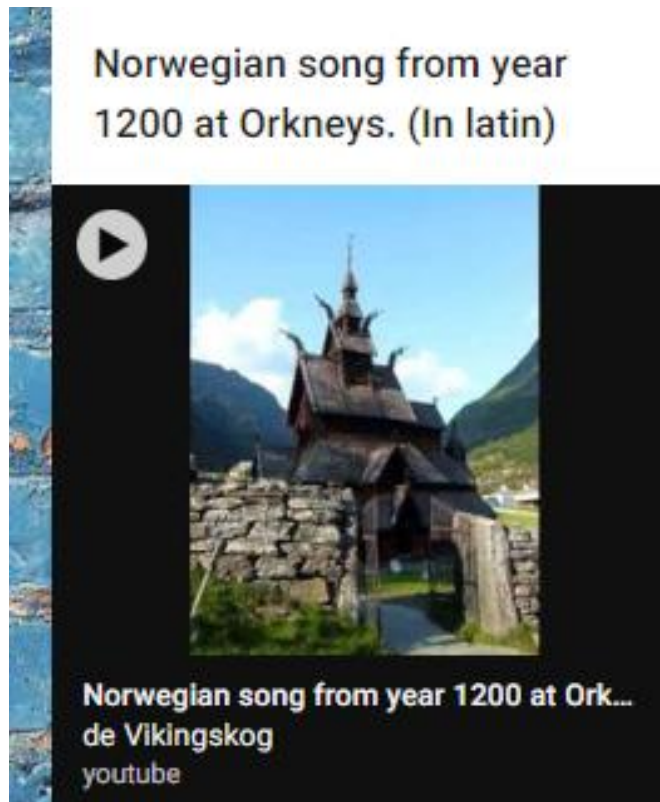 Norwegian song from year
1200 at Orkneys. (In latin)
Norwegian song from year 1200 at Ork...
de Vikingskog
youtube